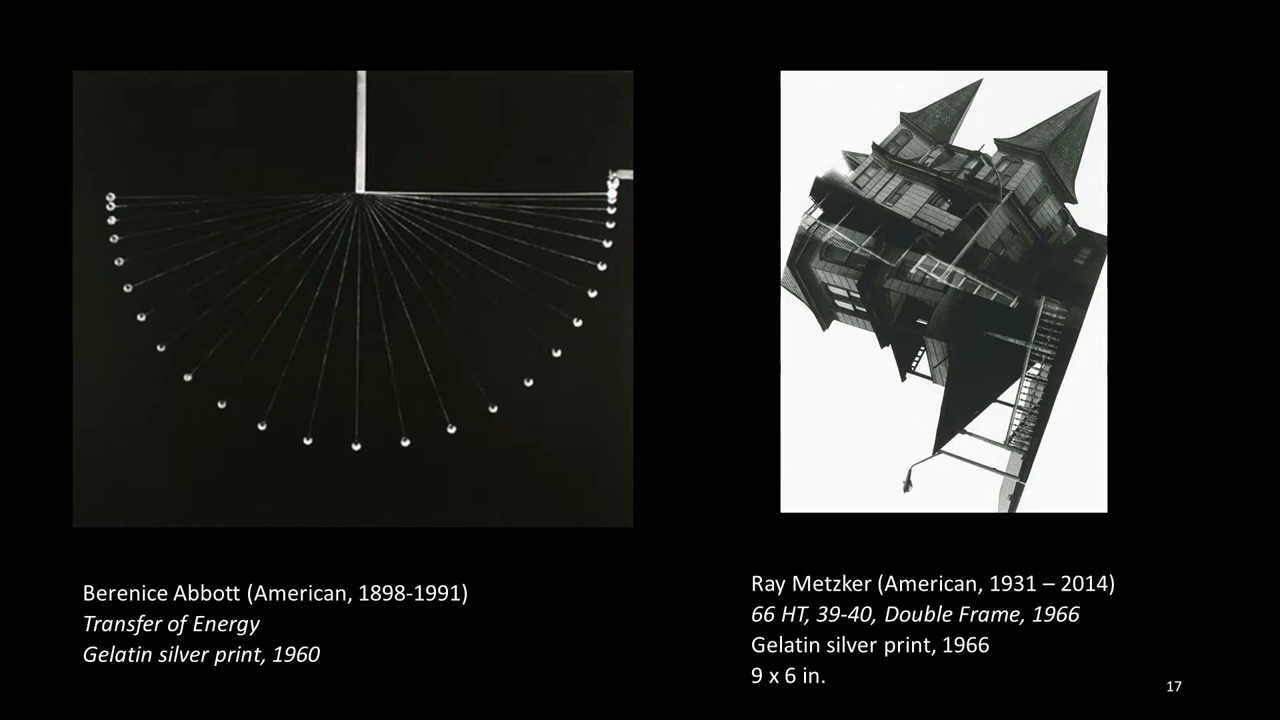 Berenice Abbott (American, 1898-1991)
Transfer of Energy
Gelatin silver print, 1960
Ray Metzker (American, 1931 – 2014)
66 HT, 39-40, Double Frame, 1966
Gelatin silver print, 1966
9 x 6 in.
17